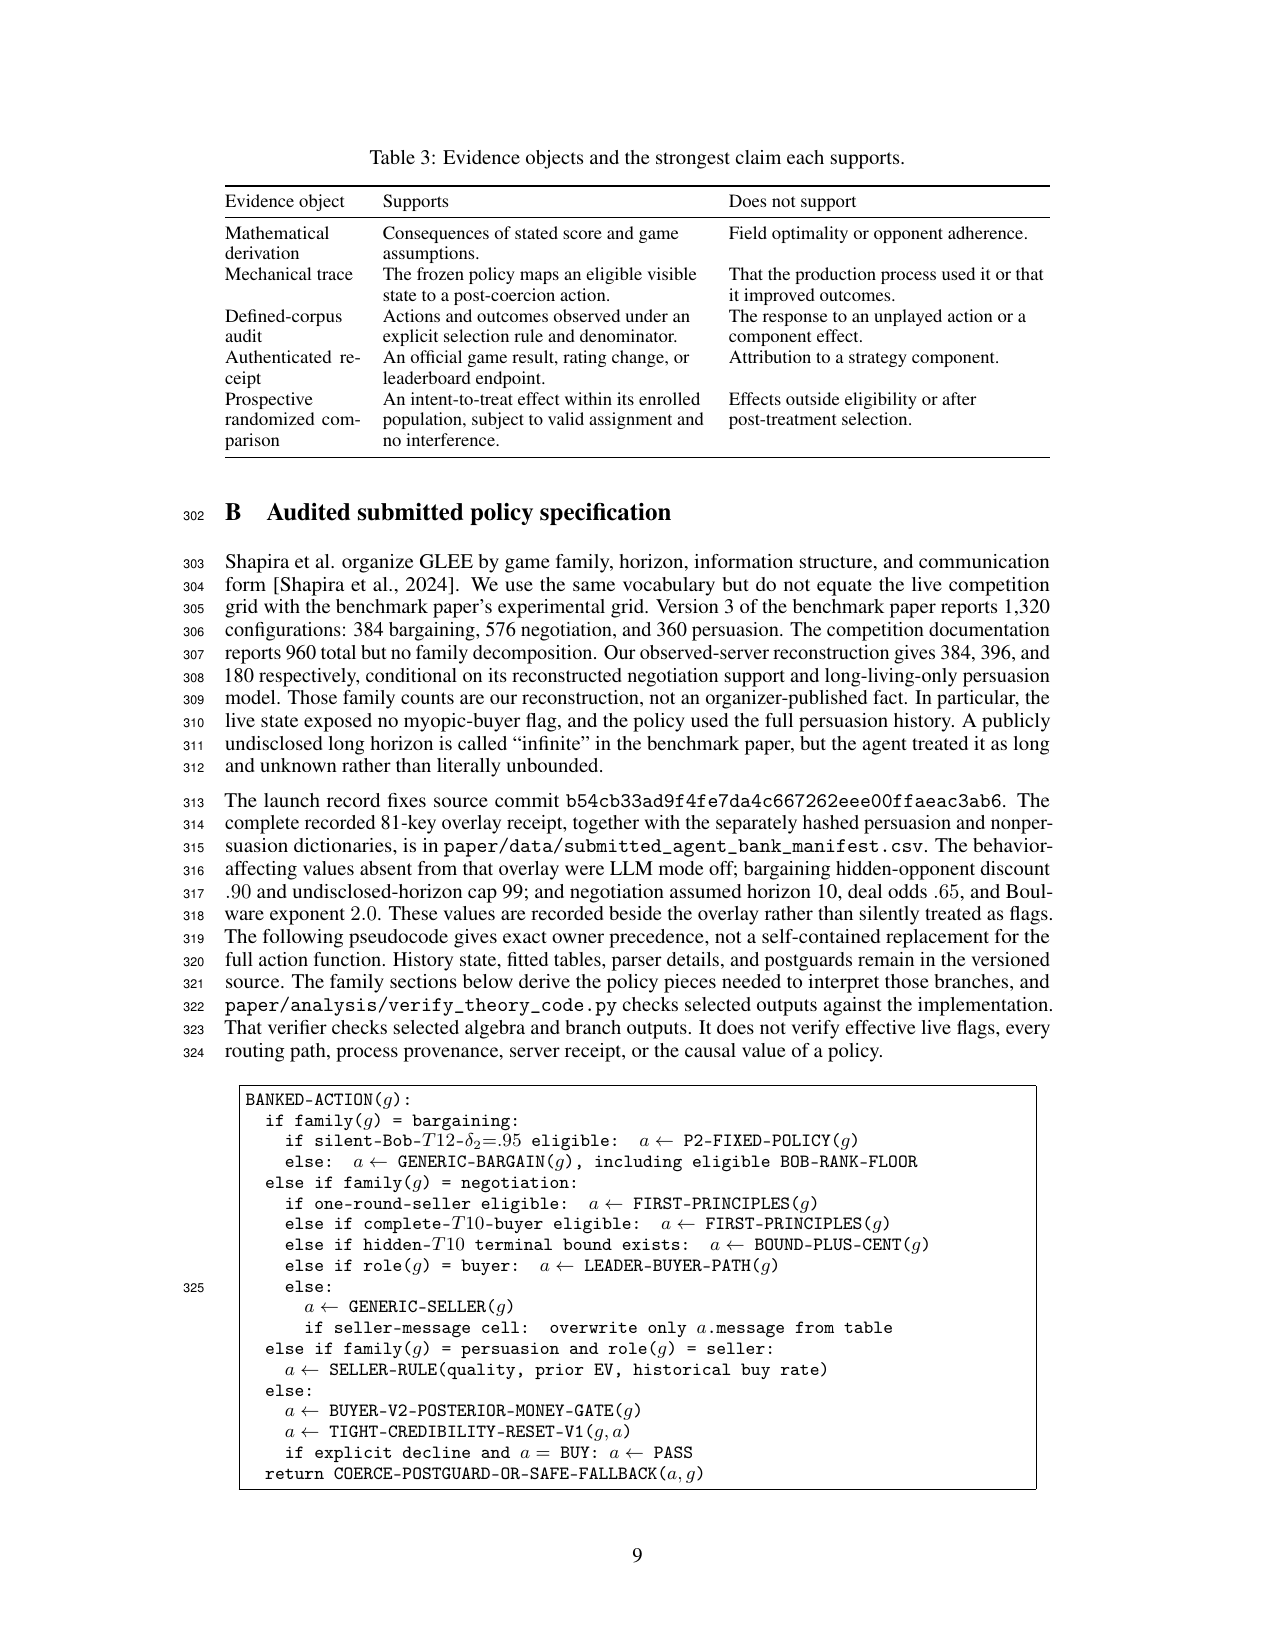 Table 3: Evidence objects and the strongest claim each supports.
Evidence object Supports Does not support
Mathematical derivation Consequences of stated score and game assumptions. Field optimality or opponent adherence.
Mechanical trace The frozen policy maps an eligible visible state to a post-coercion action. That the production process used it or that it improved outcomes.
Defined-corpus audit Actions and outcomes observed under an explicit selection rule and denominator. The response to an unplayed action or a component effect.
Authenticated re-ceipt An official game result, rating change, or leaderboard endpoint. Attribution to a strategy component.
Prospective randomized com-parison An intent-to-treat effect within its enrolled population, subject to valid assignment and no interference. Effects outside eligibility or after post-treatment selection.
302 B Audited submitted policy specification
303 Shapira et al. organize GLEE by game family, horizon, information structure, and communication
304 form [Shapira et al., 2024]. We use the same vocabulary but do not equate the live competition
305 grid with the benchmark paper's experimental grid. Version 3 of the benchmark paper reports 1,320
306 configurations: 384 bargaining, 576 negotiation, and 360 persuasion. The competition documentation
307 reports 960 total but no family decomposition. Our observed-server reconstruction gives 384, 396, and
308 180 respectively, conditional on its reconstructed negotiation support and long-living-only persuasion
309 model. Those family counts are our reconstruction, not an organizer-published fact. In particular, the
310 live state exposed no myopic-buyer flag, and the policy used the full persuasion history. A publicly
311 undisclosed long horizon is called "infinite" in the benchmark paper, but the agent treated it as long
312 and unknown rather than literally unbounded.
313 The launch record fixes source commit b54cb33ad9f4fe7da4c667262eee00ffaeac3ab6. The
314 complete recorded 81-key overlay receipt, together with the separately hashed persuasion and nonper-
315 suasion dictionaries, is in paper/data/submitted_agent_bank_manifest.csv. The behavior-
316 affecting values absent from that overlay were LLM mode off; bargaining hidden-opponent discount
317 .90 and undisclosed-horizon cap 99; and negotiation assumed horizon 10, deal odds .65, and Boul-
318 ware exponent 2.0. These values are recorded beside the overlay rather than silently treated as flags.
319 The following pseudocode gives exact owner precedence, not a self-contained replacement for the
320 full action function. History state, fitted tables, parser details, and postguards remain in the versioned
321 source. The family sections below derive the policy pieces needed to interpret those branches, and
322 paper/analysis/verify_theory_code.py checks selected outputs against the implementation.
323 That verifier checks selected algebra and branch outputs. It does not verify effective live flags, every
324 routing path, process provenance, server receipt, or the causal value of a policy.
BANKED-ACTION(g):
if family(g) = bargaining:
if silent-Bob-T12-δ₂=.95 eligible: a ← P2-FIXED-POLICY(g)
else: a ← GENERIC-BARGAIN(g), including eligible BOB-RANK-FLOOR
else if family(g) = negotiation:
if one-round-seller eligible: a ← FIRST-PRINCIPLES(g)
else if complete-T10-buyer eligible: a ← FIRST-PRINCIPLES(g)
else if hidden-T10 terminal bound exists: a ← BOUND-PLUS-CENT(g)
else if role(g) = buyer: a ← LEADER-BUYER-PATH(g)
325 else:
a ← GENERIC-SELLER(g)
if seller-message cell: overwrite only a.message from table
else if family(g) = persuasion and role(g) = seller:
a ← SELLER-RULE(quality, prior EV, historical buy rate)
else:
a ← BUYER-V2-POSTERIOR-MONEY-GATE(g)
a ← TIGHT-CREDIBILITY-RESET-V1(g, a)
if explicit decline and a = BUY: a ← PASS
return COERCE-POSTGUARD-OR-SAFE-FALLBACK(a, g)
9